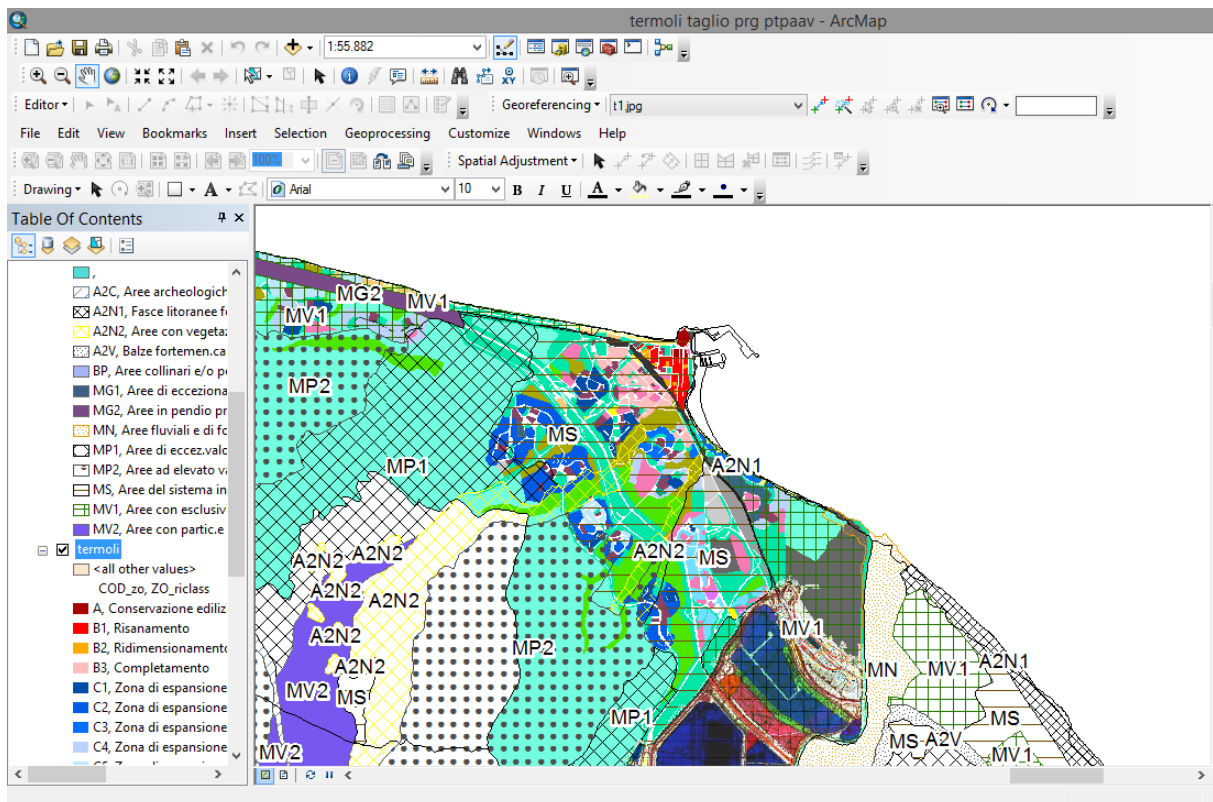 termoli taglio prg ptpaav - ArcMap
1:55.882
Editor
Georeferencing
t1.jpg
File Edit View Bookmarks Insert Selection Geoprocessing Customize Windows Help
100%
Spatial Adjustment
Drawing
A
Arial
10
B I U A
Table Of Contents
,
A2C, Aree archeologich
A2N1, Fasce litoranee f
A2N2, Aree con vegeta
A2V, Balze fortemen.ca
BP, Aree collinari e/o p
MG1, Aree di ecceziona
MG2, Aree in pendio pr
MN, Aree fluviali e di fo
MP1, Aree di eccez.valo
MP2, Aree ad elevato va
MS, Aree del sistema in
MV1, Aree con esclusiv
MV2, Aree con partic.e
termoli
<all other values>
COD_zo, ZO_riclass
A, Conservazione ediliz
B1, Risanamento
B2, Ridimensionamento
B3, Completamento
C1, Zona di espansione
C2, Zona di espansione
C3, Zona di espansione
C4, Zona di espansione
MG2
MV1
MV1
MP2
MS
MP1
A2N1
A2N2
A2N2
A2N2
MS
A2N2
A2N2
A2N2
MV1
A2N2
MP2
MN
MV1
A2N1
MV2
MS
MP1
MS
MS
A2V
MV2
MV1